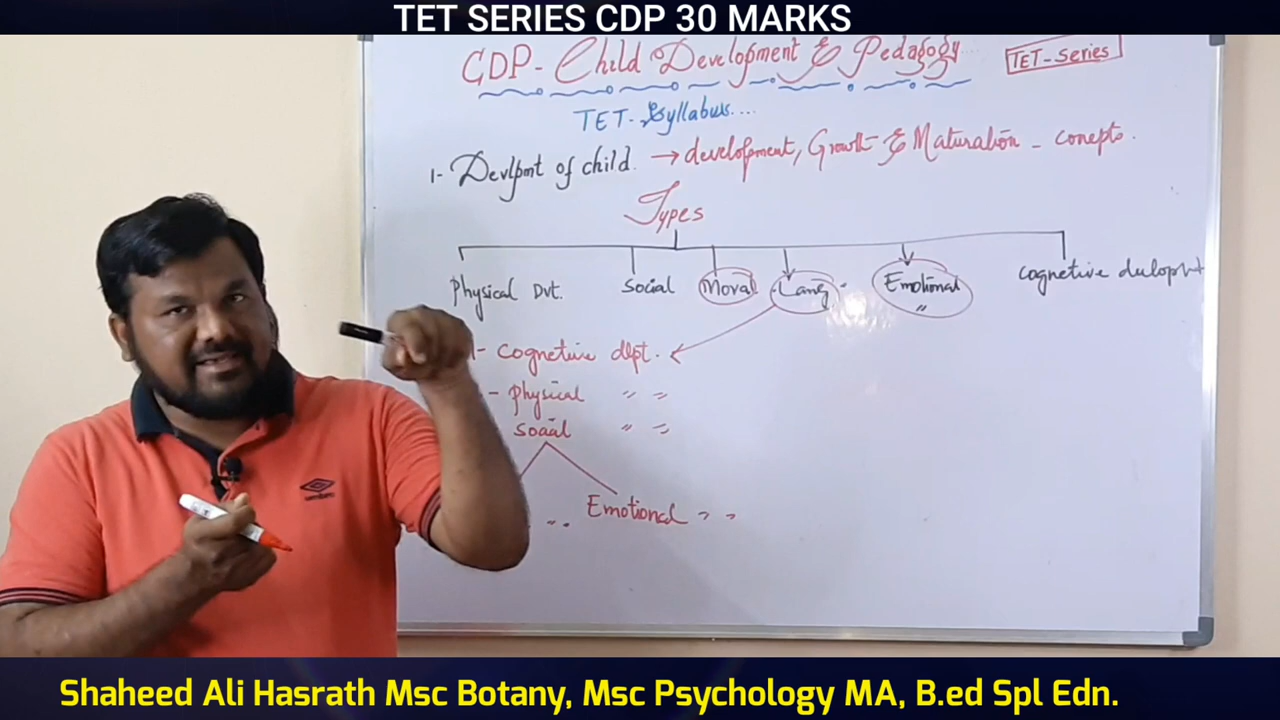 TET SERIES CDP 30 MARKS
CDP - Child Development & Pedagogy....
TET-Series
TET - Syllabus....
1- Devlpmt of child. → development, Growth & Maturation - concepts.
Types
Physical Dvt. Social Moral Lang " Emotional " cognetive
- cognetive dlpt.
- physical " "
social " "
" Emotional " "
umbro
Shaheed Ali Hasrath Msc Botany, Msc Psychology MA, B.ed Spl Edn.